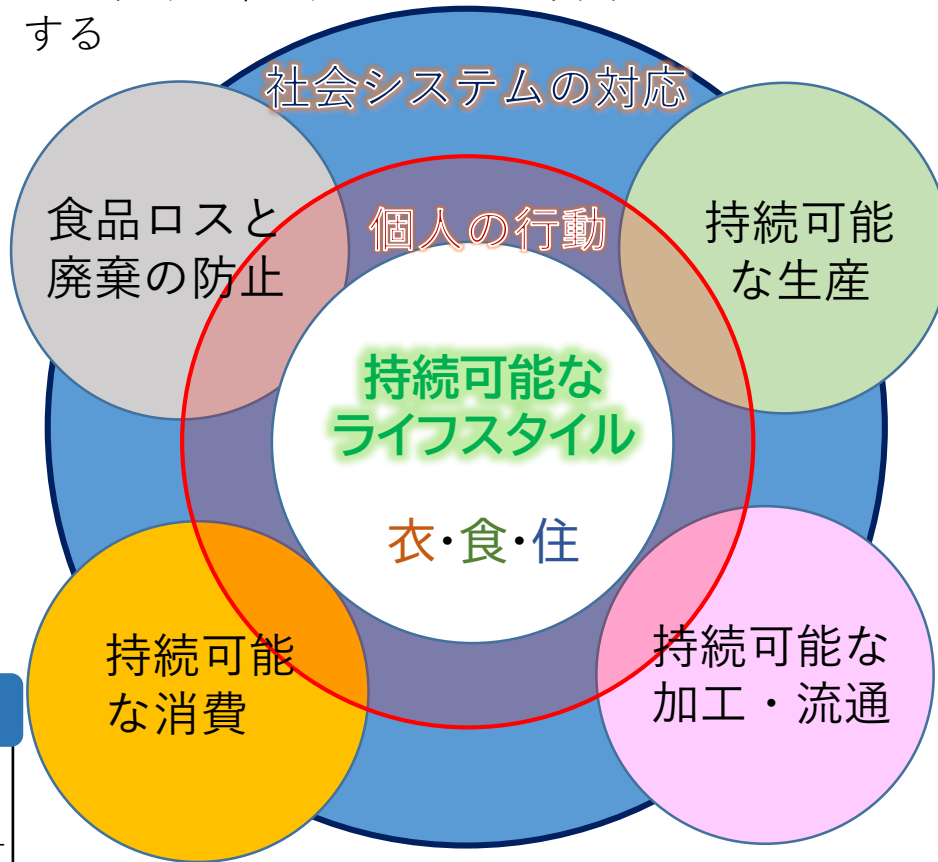 する
社会システムの対応
食品ロスと
廃棄の防止
個人の行動
持続可能
な生産
持続可能な
ライフスタイル
衣・食・住
持続可能
な消費
持続可能な
加工・流通